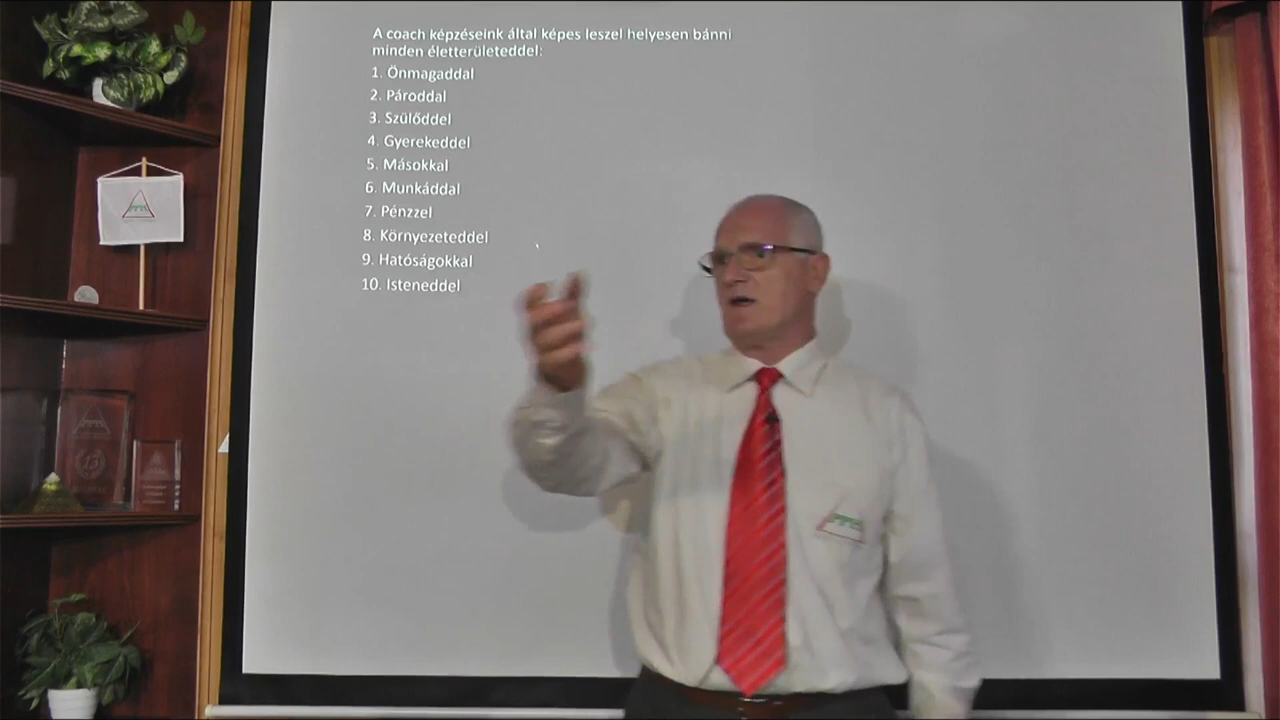 A coach képzéseink által képes leszel helyesen bánni
minden életterületeddel:
1. Önmagaddal
2. Pároddal
3. Szülőddel
4. Gyerekeddel
5. Másokkal
6. Munkáddal
7. Pénzzel
8. Környezeteddel
9. Hatóságokkal
10. Isteneddel
13